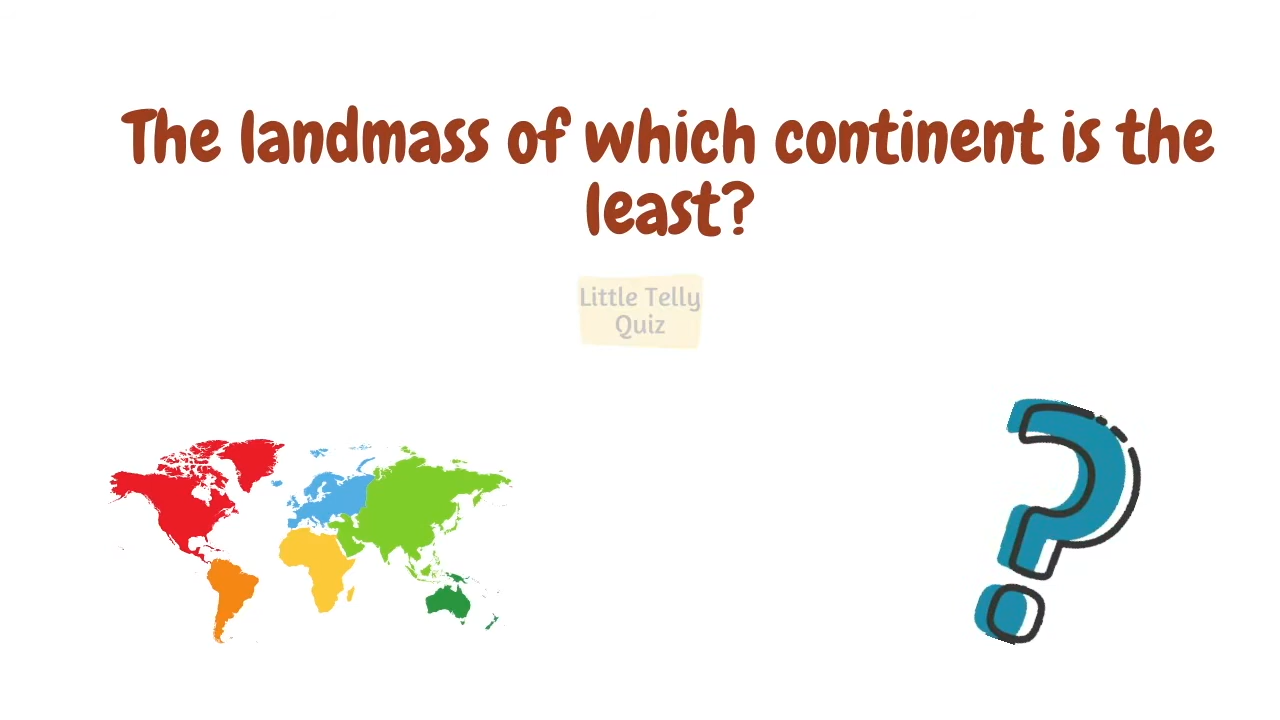 The landmass of which continent is the
least?
Little Telly
Quiz